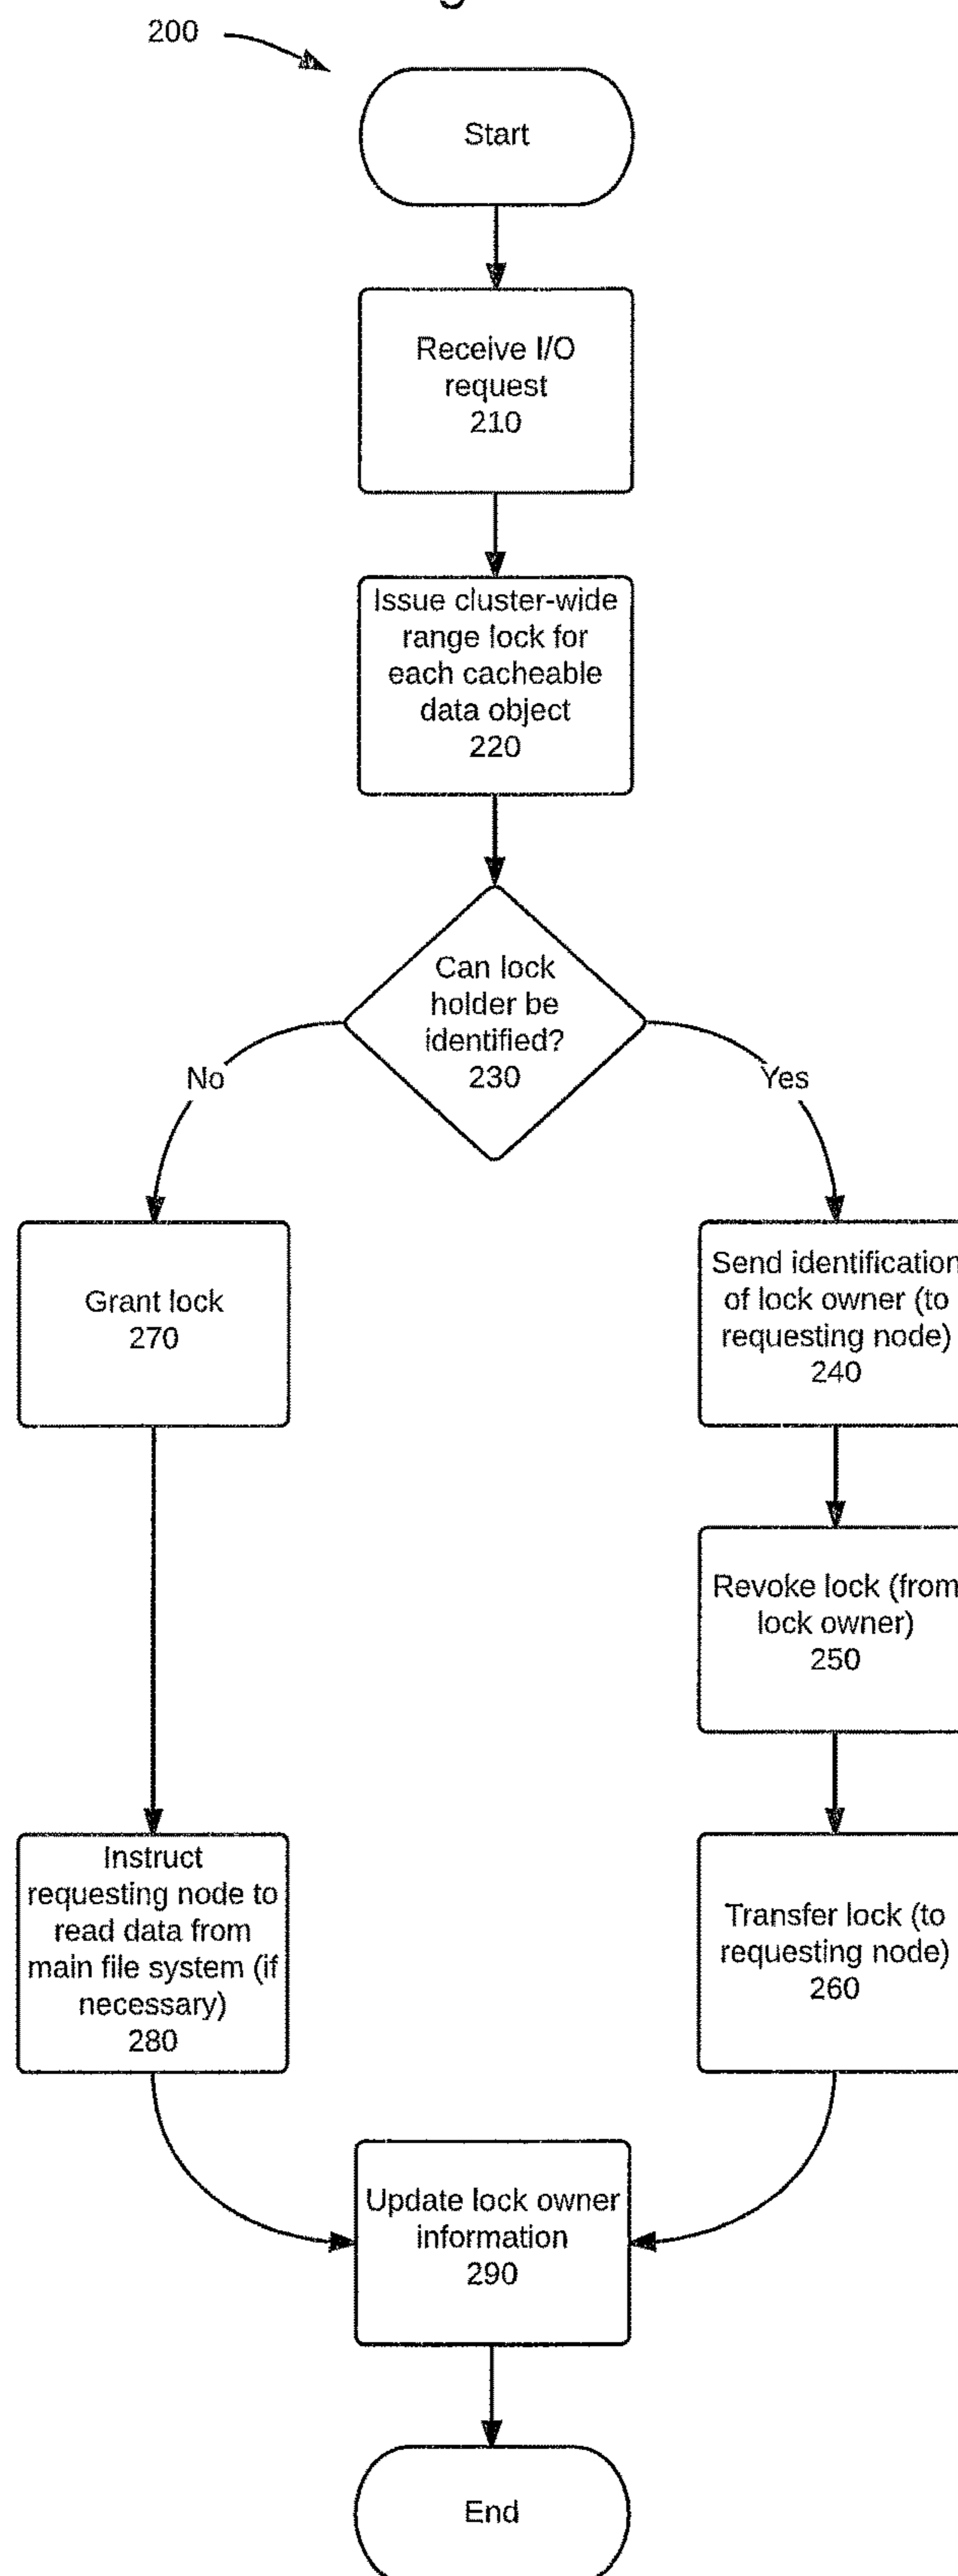 200
Start
Receive I/O
request
210
Issue cluster-wide
range lock for
each cacheable
data object
220
Can lock
holder be
identified?
230
No
Yes
Grant lock
270
Send identification
of lock owner (to
requesting node)
240
Revoke lock (from
lock owner)
250
Instruct
requesting node to
read data from
main file system (if
necessary)
280
Transfer lock (to
requesting node)
260
Update lock owner
information
290
End